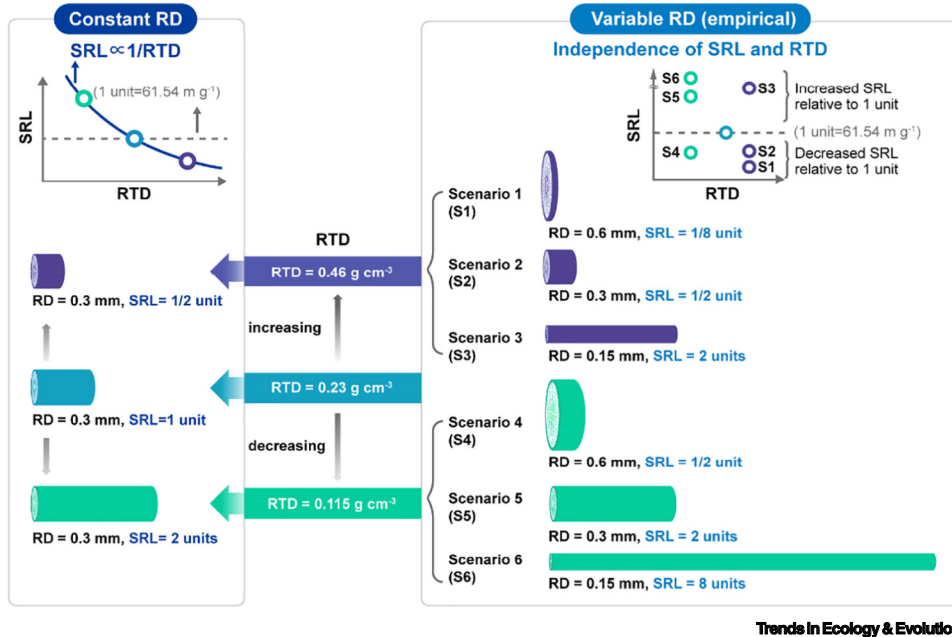 Constant RD
SRL∝1/RTD
(1 unit=61.54 m g⁻¹)
SRL
RTD
RD = 0.3 mm, SRL= 1/2 unit
RD = 0.3 mm, SRL=1 unit
RD = 0.3 mm, SRL= 2 units
RTD
RTD = 0.46 g cm⁻³
increasing
RTD = 0.23 g cm⁻³
decreasing
RTD = 0.115 g cm⁻³
Variable RD (empirical)
Independence of SRL and RTD
S6
S5
S3
Increased SRL
relative to 1 unit
(1 unit=61.54 m g⁻¹)
SRL
S4
S2
S1
Decreased SRL
relative to 1 unit
RTD
Scenario 1
(S1)
RD = 0.6 mm, SRL = 1/8 unit
Scenario 2
(S2)
RD = 0.3 mm, SRL = 1/2 unit
Scenario 3
(S3)
RD = 0.15 mm, SRL = 2 units
Scenario 4
(S4)
RD = 0.6 mm, SRL = 1/2 unit
Scenario 5
(S5)
RD = 0.3 mm, SRL = 2 units
Scenario 6
(S6)
RD = 0.15 mm, SRL = 8 units
Trends in Ecology & Evolutio